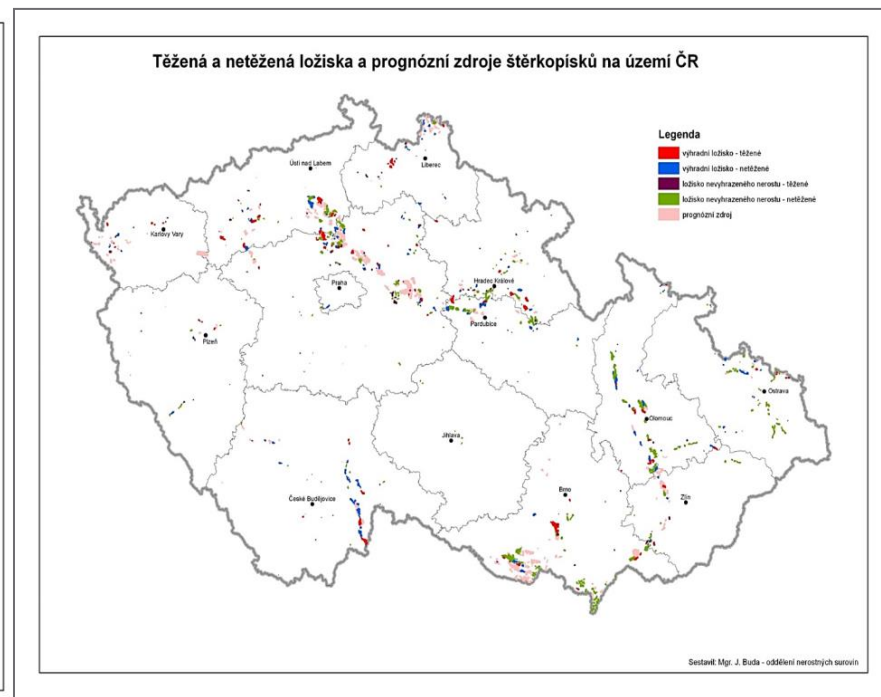 Těžená a netěžená ložiska a prognózní zdroje štěrkopísků na území ČR
Legenda
výhradní ložisko - těžené
výhradní ložisko - netěžené
ložisko nevyhrazeného nerostu - těžené
ložisko nevyhrazeného nerostu - netěžené
prognózní zdroj
Ústí nad Labem
Liberec
Karlovy Vary
Praha
Hradec Králové
Pardubice
Plzeň
Ostrava
Olomouc
Jihlava
České Budějovice
Brno
Zlín
Sestavil: Mgr. J. Buda - oddělení nerostných surovin